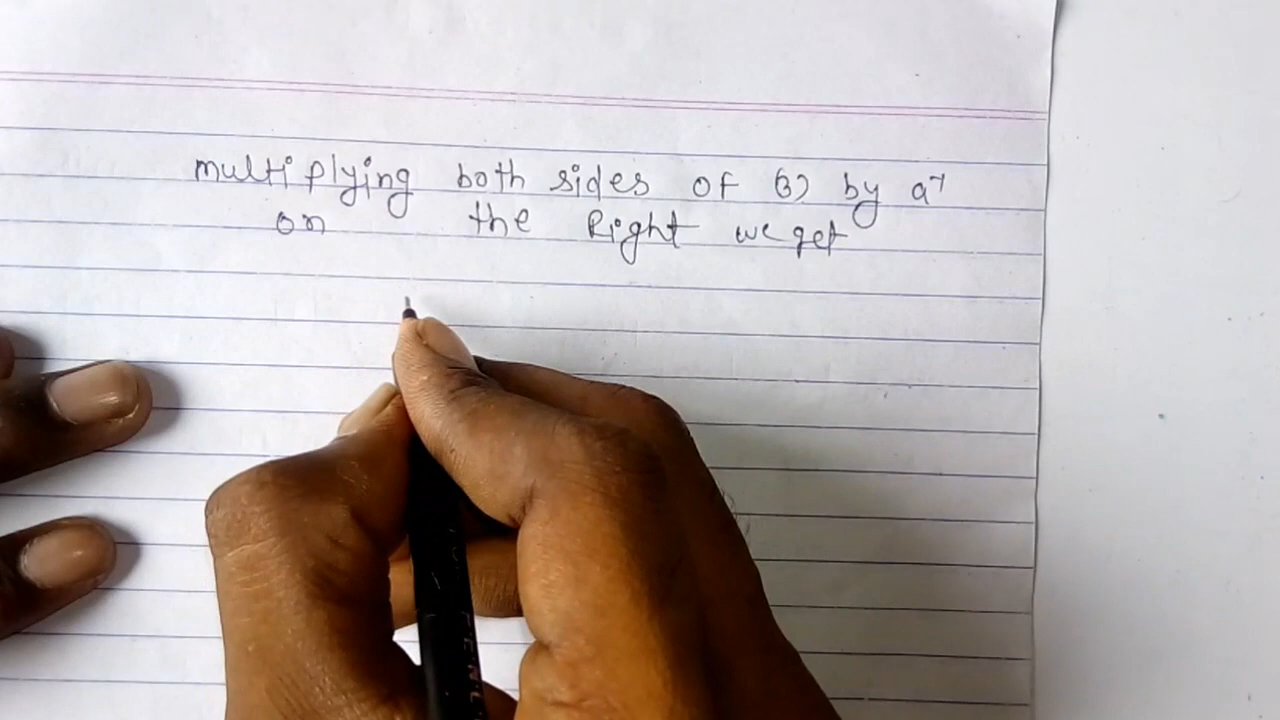 multiplying both sides of (3) by a⁻¹
on the Right we get